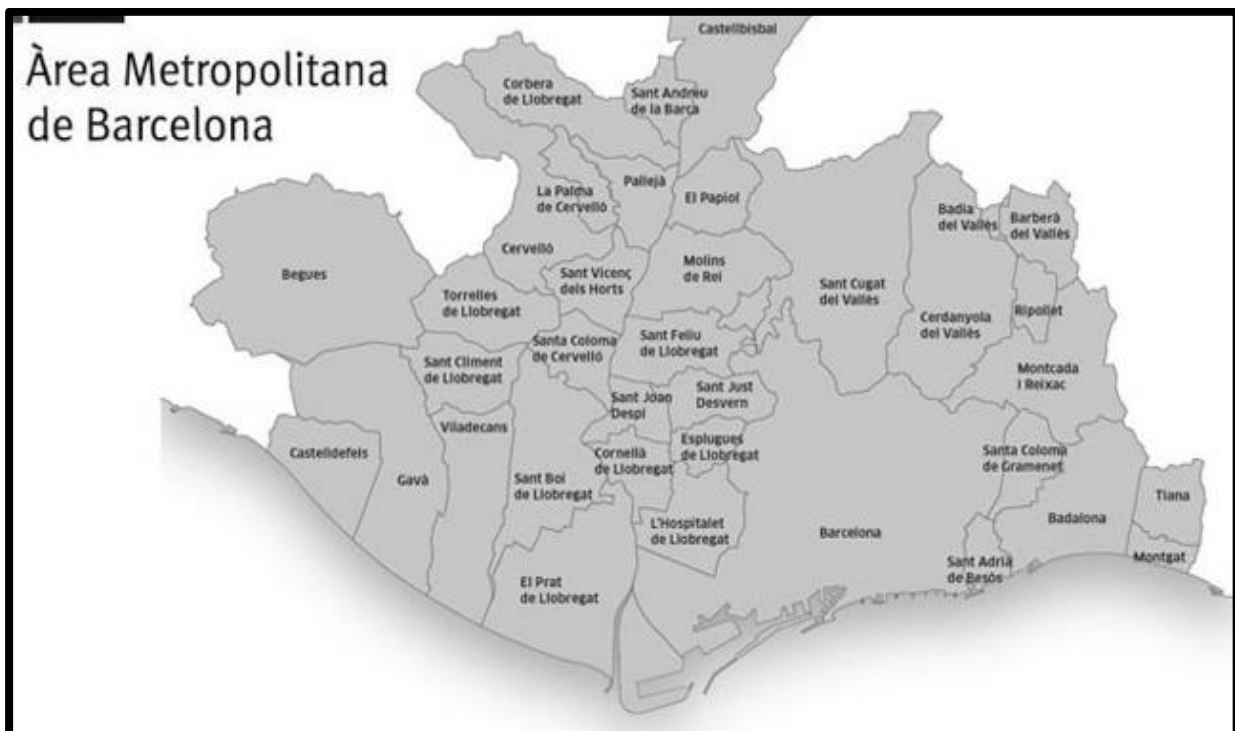 Àrea Metropolitana
de Barcelona
Castellbisbal
Corbera
de Llobregat
Sant Andreu
de la Barca
La Palma
de Cervelló
Pallejà
El Papiol
Badia
del Vallès
Barberà
del Vallès
Begues
Cervelló
Sant Vicenç
dels Horts
Molins
de Rei
Sant Cugat
del Vallès
Torrelles
de Llobregat
Cerdanyola
del Vallès
Ripollet
Santa Coloma
de Cervelló
Sant Feliu
de Llobregat
Sant Climent
de Llobregat
Montcada
i Reixac
Sant Joan
Despí
Sant Just
Desvern
Viladecans
Castelldefels
Gavà
Sant Boi
de Llobregat
Cornellà
de Llobregat
Esplugues
de Llobregat
Santa Coloma
de Gramenet
Tiana
L'Hospitalet
de Llobregat
Barcelona
Badalona
Montgat
Sant Adrià
de Besòs
El Prat
de Llobregat